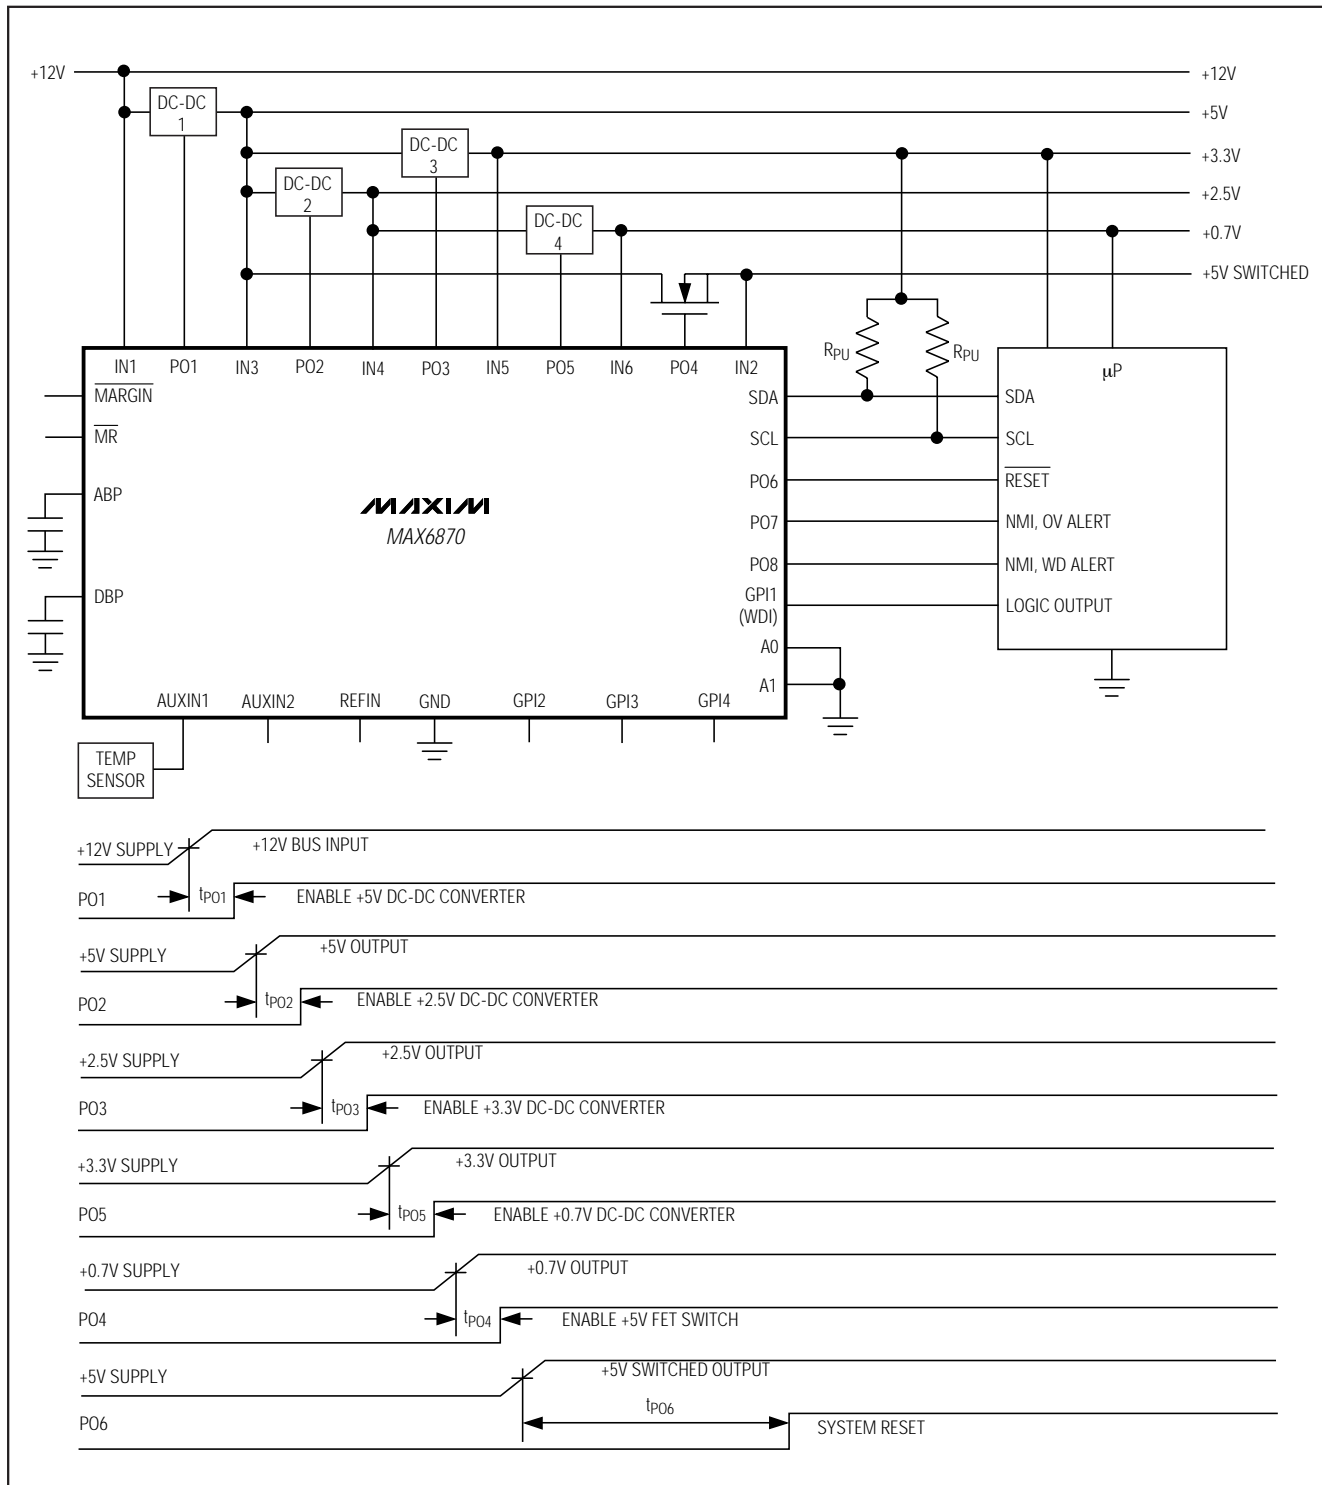 +12V
+12V
DC-DC
1
+5V
DC-DC
3
+3.3V
DC-DC
2
+2.5V
DC-DC
4
+0.7V
+5V SWITCHED
RPU
RPU
IN1 PO1 IN3 PO2 IN4 PO3 IN5 PO5 IN6 PO4 IN2
μP
MARGIN
SDA
SDA
MR
SCL
SCL
PO6
RESET
ABP
MAXIM
MAX6870
PO7
NMI, OV ALERT
PO8
NMI, WD ALERT
DBP
GPI1
(WDI)
LOGIC OUTPUT
A0
A1
AUXIN1 AUXIN2 REFIN GND GPI2 GPI3 GPI4
TEMP
SENSOR
+12V SUPPLY
+12V BUS INPUT
PO1
tPO1
ENABLE +5V DC-DC CONVERTER
+5V SUPPLY
+5V OUTPUT
PO2
tPO2
ENABLE +2.5V DC-DC CONVERTER
+2.5V SUPPLY
+2.5V OUTPUT
PO3
tPO3
ENABLE +3.3V DC-DC CONVERTER
+3.3V SUPPLY
+3.3V OUTPUT
PO5
tPO5
ENABLE +0.7V DC-DC CONVERTER
+0.7V SUPPLY
+0.7V OUTPUT
PO4
tPO4
ENABLE +5V FET SWITCH
+5V SUPPLY
+5V SWITCHED OUTPUT
PO6
tPO6
SYSTEM RESET